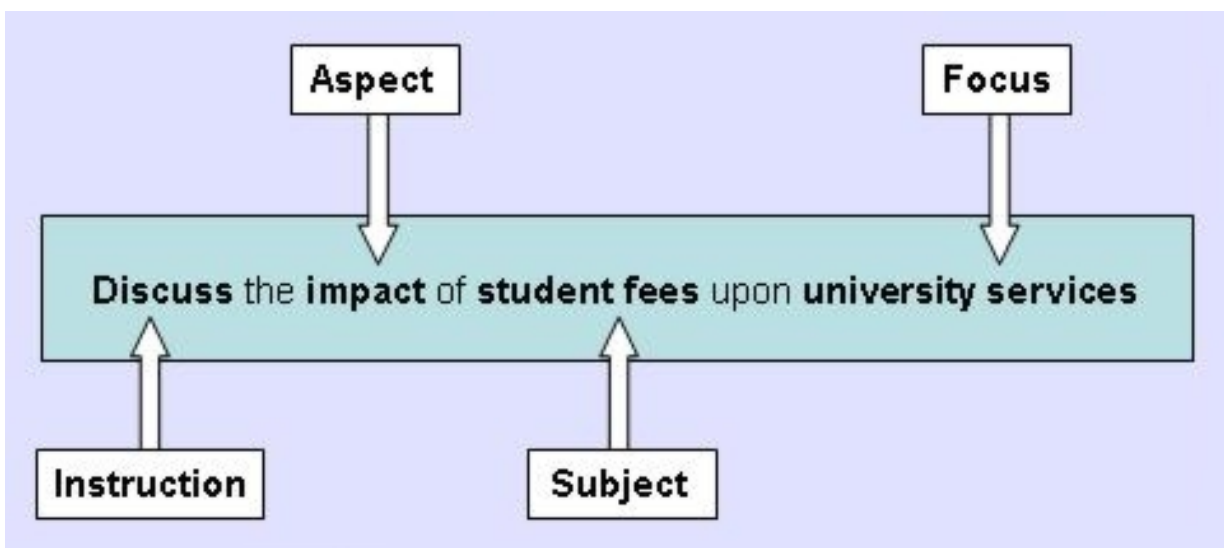 Aspect
Focus
Discuss the impact of student fees upon university services
Instruction
Subject